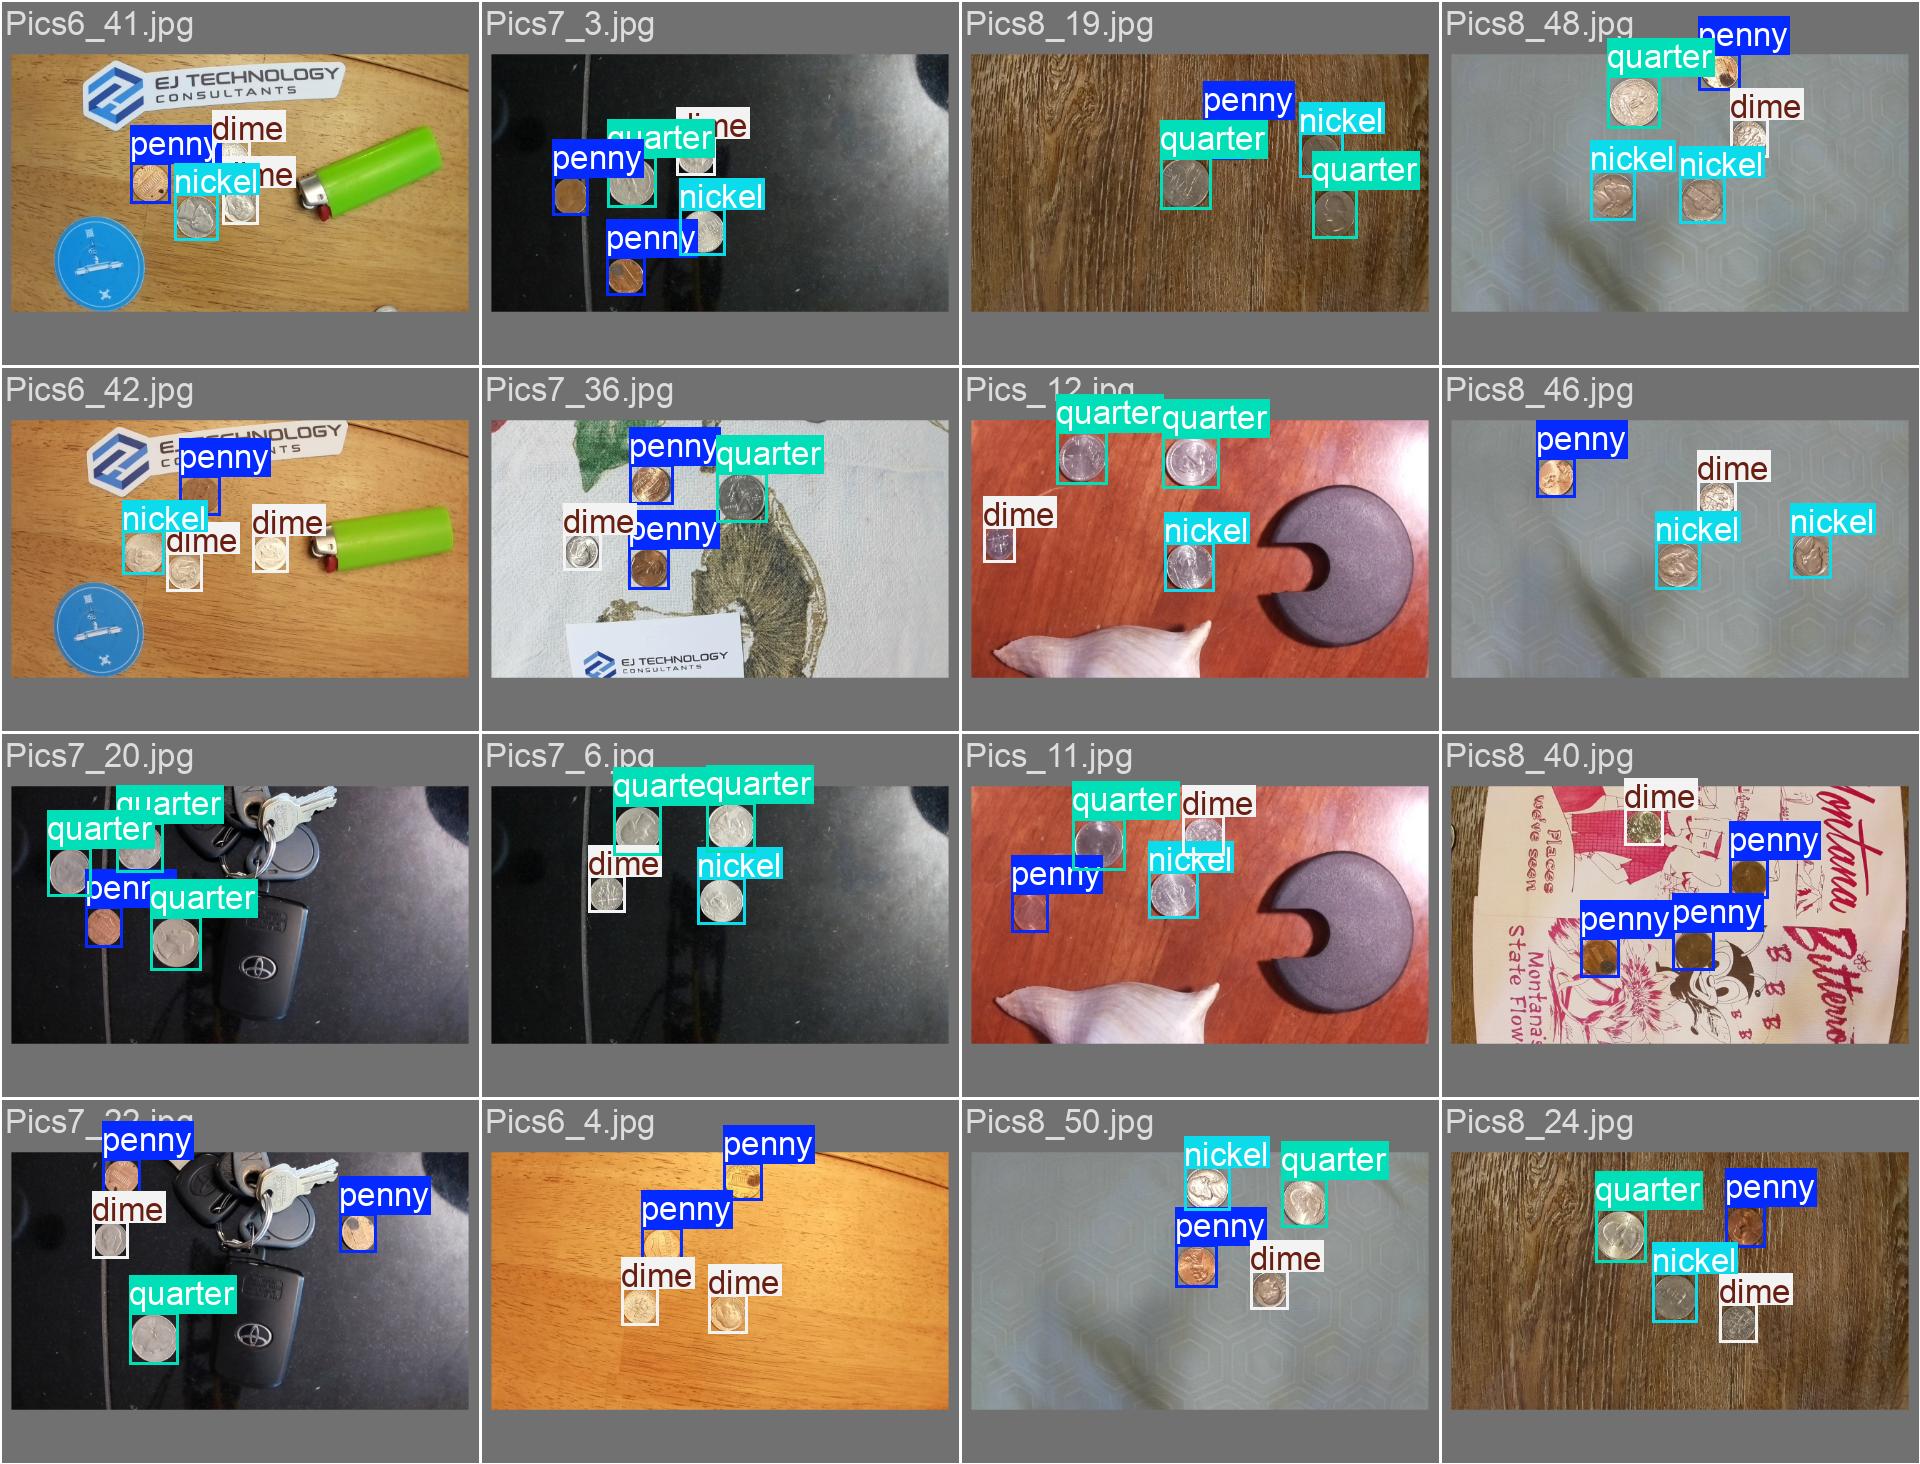 Pics6_41.jpg
EJ TECHNOLOGY
CONSULTANTS
penny
dime
nickel
Pics7_3.jpg
penny
quarter
nickel
penny
Pics8_19.jpg
penny
quarter
nickel
quarter
Pics8_48.jpg
quarter
penny
dime
nickel
nickel
Pics6_42.jpg
TECHNOLOGY
penny
nickel
dime
dime
Pics7_36.jpg
penny
quarter
dime
penny
EJ TECHNOLOGY
CONSULTANTS
Pics_12.jpg
quarter
quarter
dime
nickel
Pics8_46.jpg
penny
dime
nickel
nickel
Pics7_20.jpg
quarter
quarter
penny
quarter
Pics7_6.jpg
quarter
quarter
dime
nickel
Pics_11.jpg
quarter
dime
nickel
penny
Pics8_40.jpg
dime
penny
penny
penny
places
we've seen
Montana's
State Flow
ontana
Bitterro
B
B
B
B
Pics7_22.jpg
penny
dime
penny
quarter
Pics6_4.jpg
penny
penny
dime
dime
Pics8_50.jpg
nickel
quarter
penny
dime
Pics8_24.jpg
quarter
penny
nickel
dime